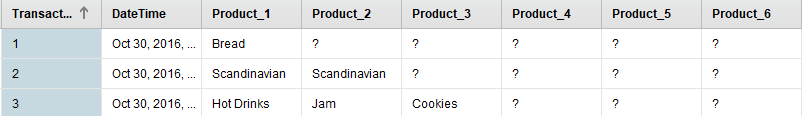 Transact... DateTime Product_1 Product_2 Product_3 Product_4 Product_5 Product_6
1 Oct 30, 2016, ... Bread ? ? ? ? ?
2 Oct 30, 2016, ... Scandinavian Scandinavian ? ? ? ?
3 Oct 30, 2016, ... Hot Drinks Jam Cookies ? ? ?